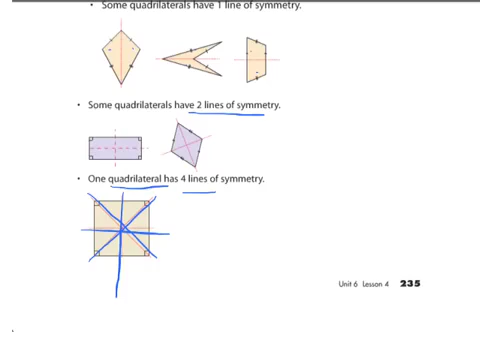 • Some quadrilaterals have 1 line of symmetry.
• Some quadrilaterals have 2 lines of symmetry.
• One quadrilateral has 4 lines of symmetry.
Unit 6 Lesson 4 235